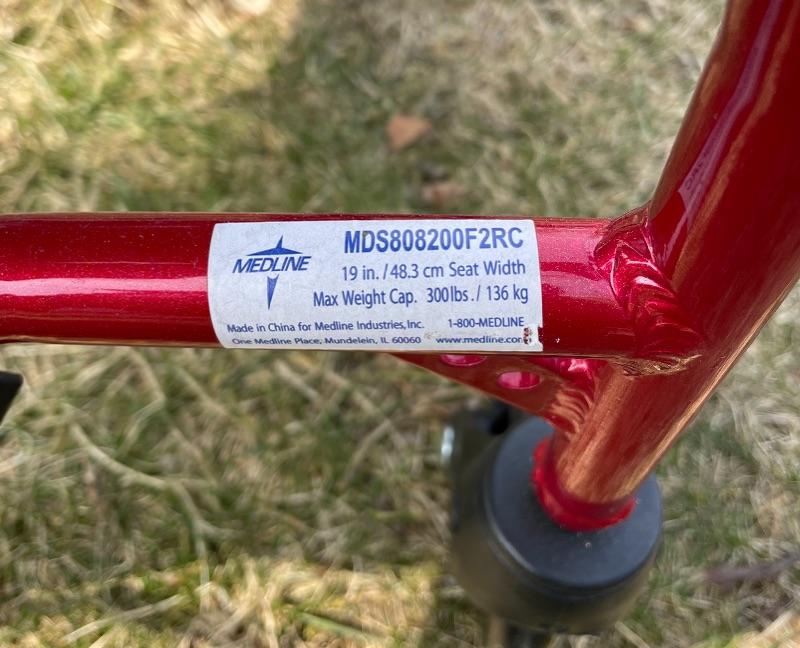 MEDLINE
MDS808200F2RC
19 in. / 48.3 cm Seat Width
Max Weight Cap. 300lbs. / 136 kg
Made in China for Medline Industries, Inc. 1-800-MEDLINE
One Medline Place, Mundelein, IL 60060 www.medline.com